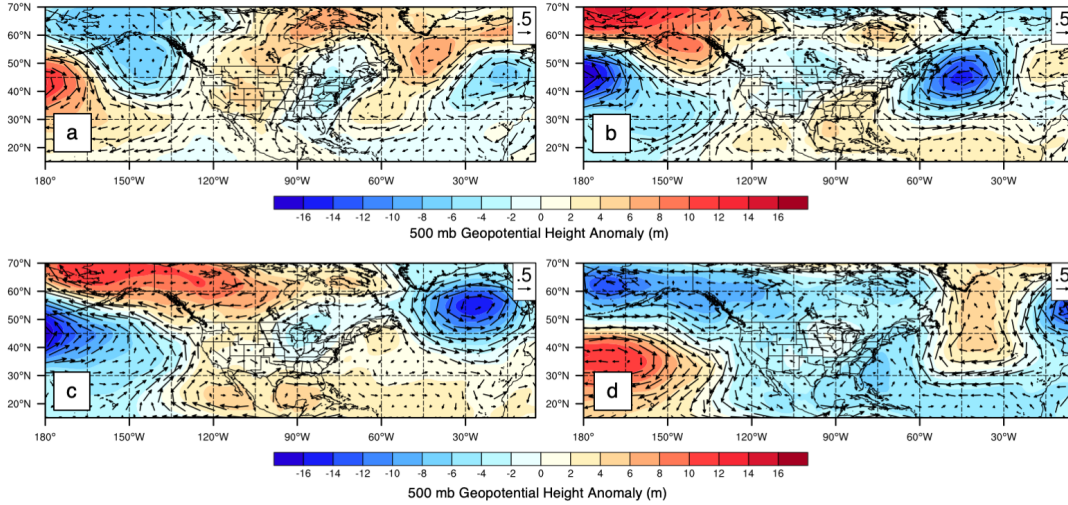 70°N 60°N 50°N 40°N 30°N 20°N
.5
a
180° 150°W 120°W 90°W 60°W 30°W
70°N 60°N 50°N 40°N 30°N 20°N
.5
b
180° 150°W 120°W 90°W 60°W 30°W
-16 -14 -12 -10 -8 -6 -4 -2 0 2 4 6 8 10 12 14 16
500 mb Geopotential Height Anomaly (m)
70°N 60°N 50°N 40°N 30°N 20°N
.5
c
180° 150°W 120°W 90°W 60°W 30°W
70°N 60°N 50°N 40°N 30°N 20°N
.5
d
180° 150°W 120°W 90°W 60°W 30°W
-16 -14 -12 -10 -8 -6 -4 -2 0 2 4 6 8 10 12 14 16
500 mb Geopotential Height Anomaly (m)